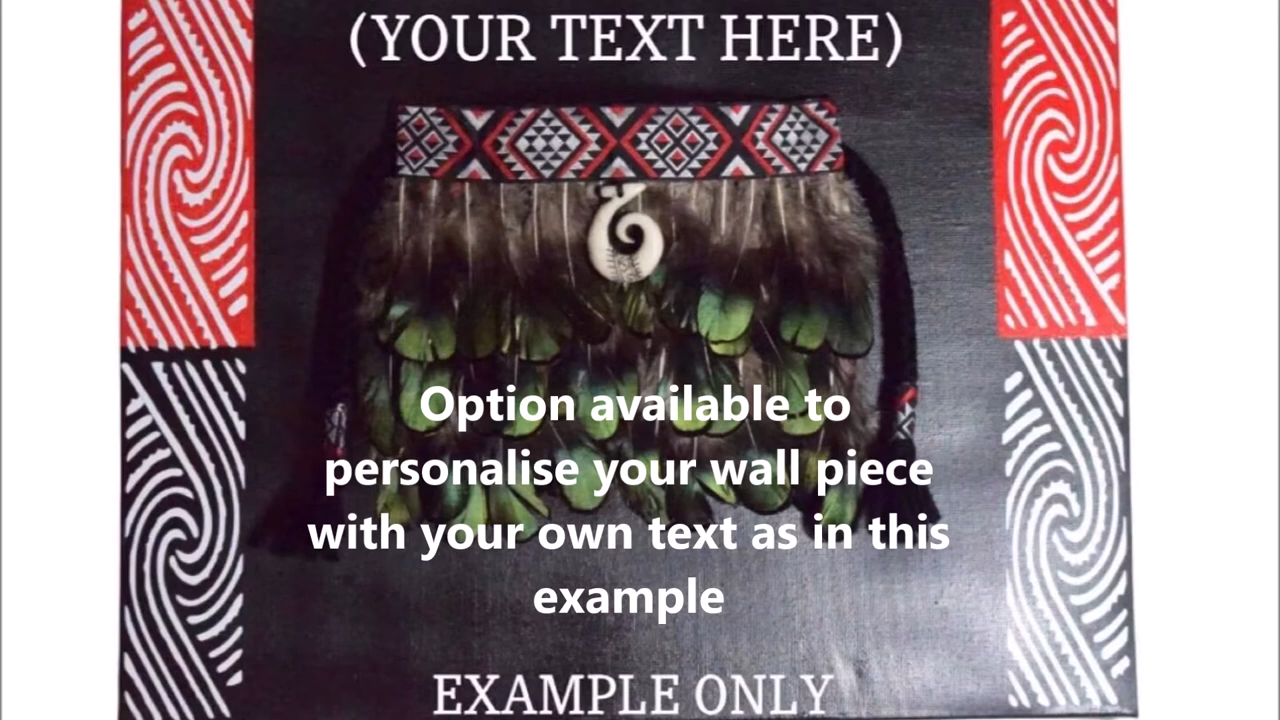 (YOUR TEXT HERE)
Option available to
personalise your wall piece
with your own text as in this
example
EXAMPLE ONLY